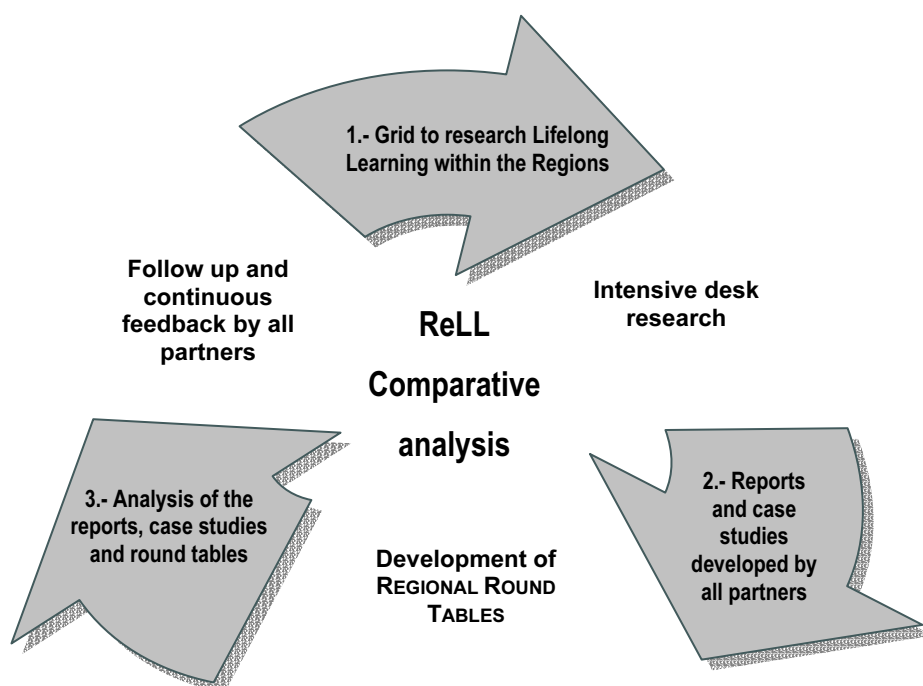 1.- Grid to research Lifelong
Learning within the Regions
Follow up and
continuous
feedback by all
partners
Intensive desk
research
ReLL
Comparative
analysis
2.- Reports
and case
studies
developed by
all partners
3.- Analysis of the
reports, case studies
and round tables
Development of
REGIONAL ROUND
TABLES